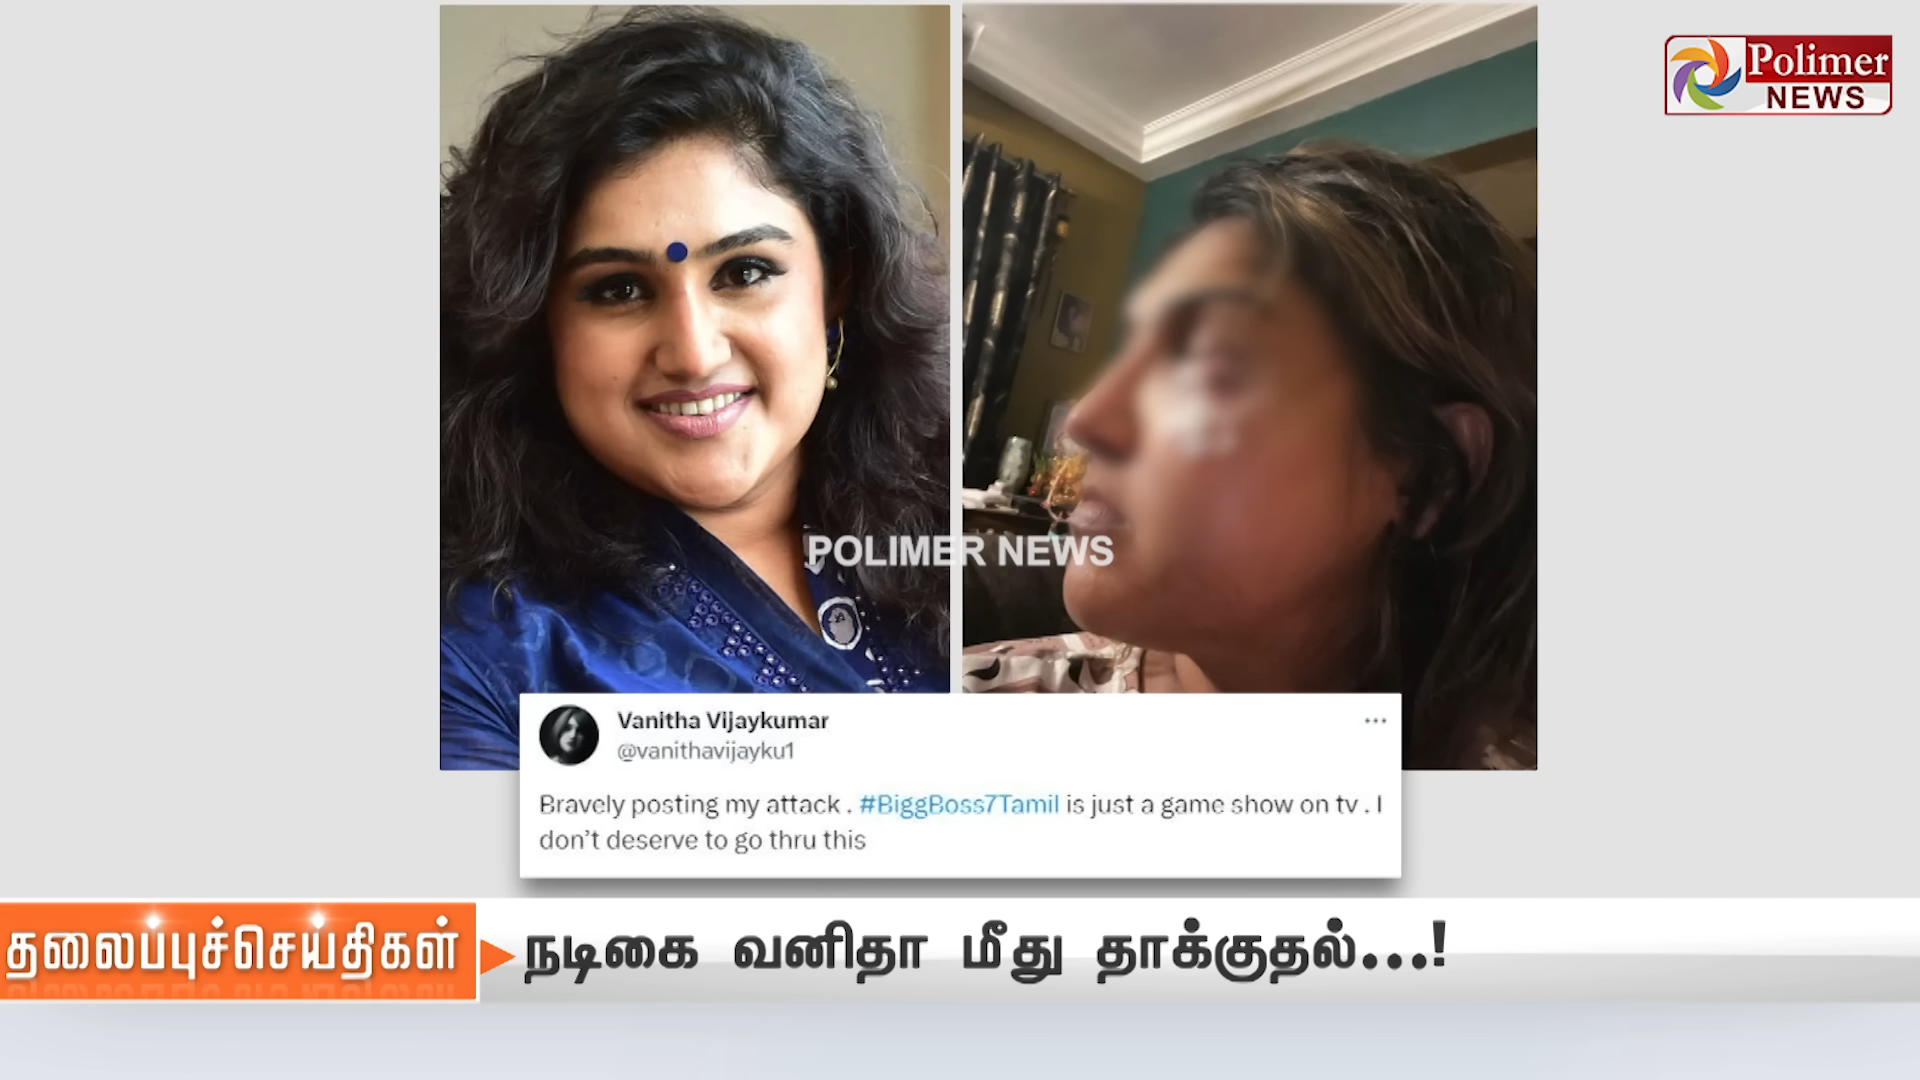 Polimer
NEWS
POLIMER NEWS
Vanitha Vijaykumar
@vanithavijayku1
Bravely posting my attack . #BiggBoss7Tamil is just a game show on tv . I
don't deserve to go thru this
தலைப்புச்செய்திகள்
நடிகை வனிதா மீது தாக்குதல்...!